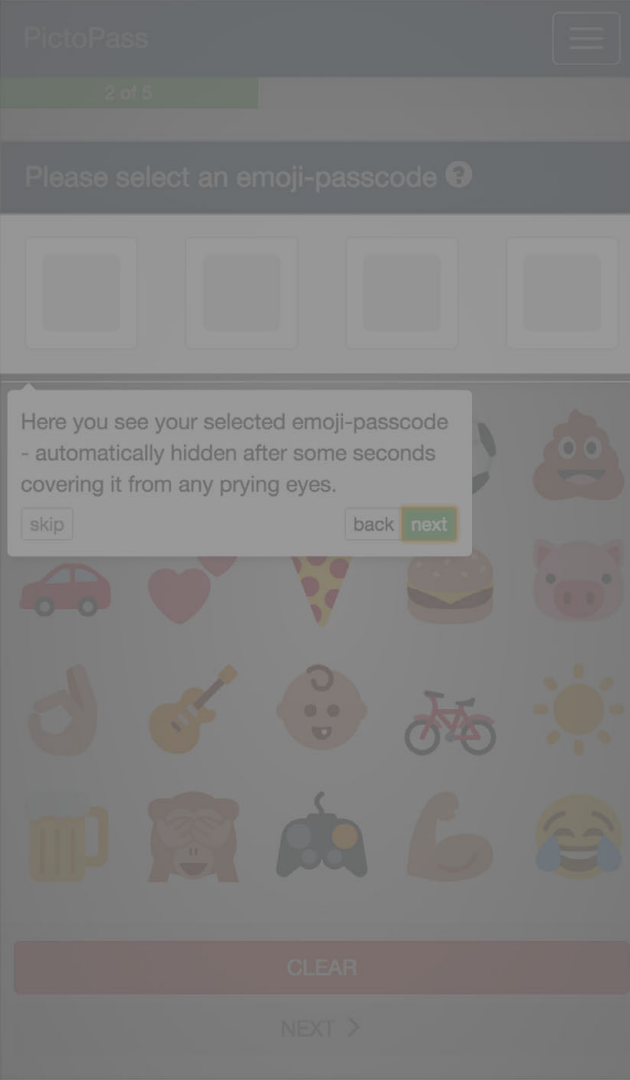 PictoPass
2 of 5
Please select an emoji-passcode ?
Here you see your selected emoji-passcode
- automatically hidden after some seconds
covering it from any prying eyes.
skip back next
CLEAR
NEXT